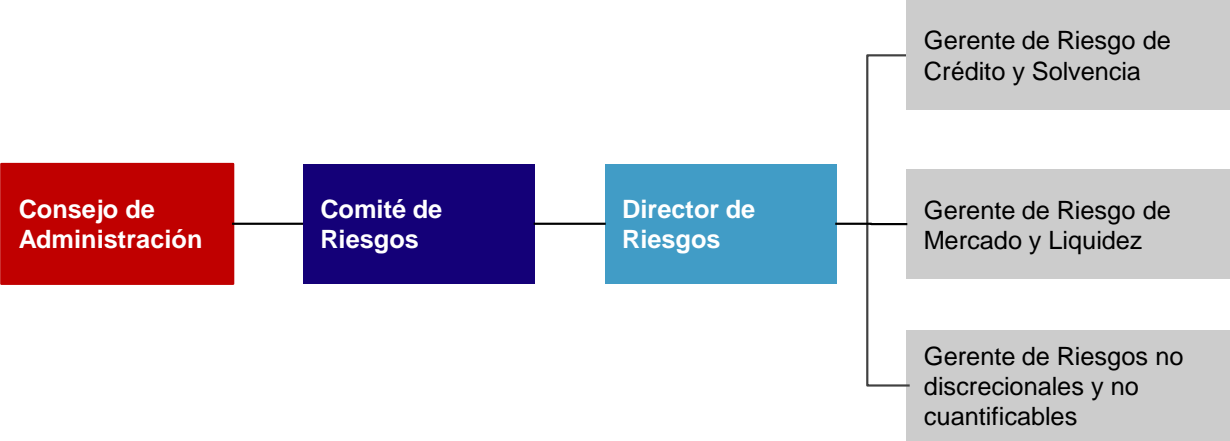 Consejo de
Administración
Comité de
Riesgos
Director de
Riesgos
Gerente de Riesgo de
Crédito y Solvencia
Gerente de Riesgo de
Mercado y Liquidez
Gerente de Riesgos no
discrecionales y no
cuantificables